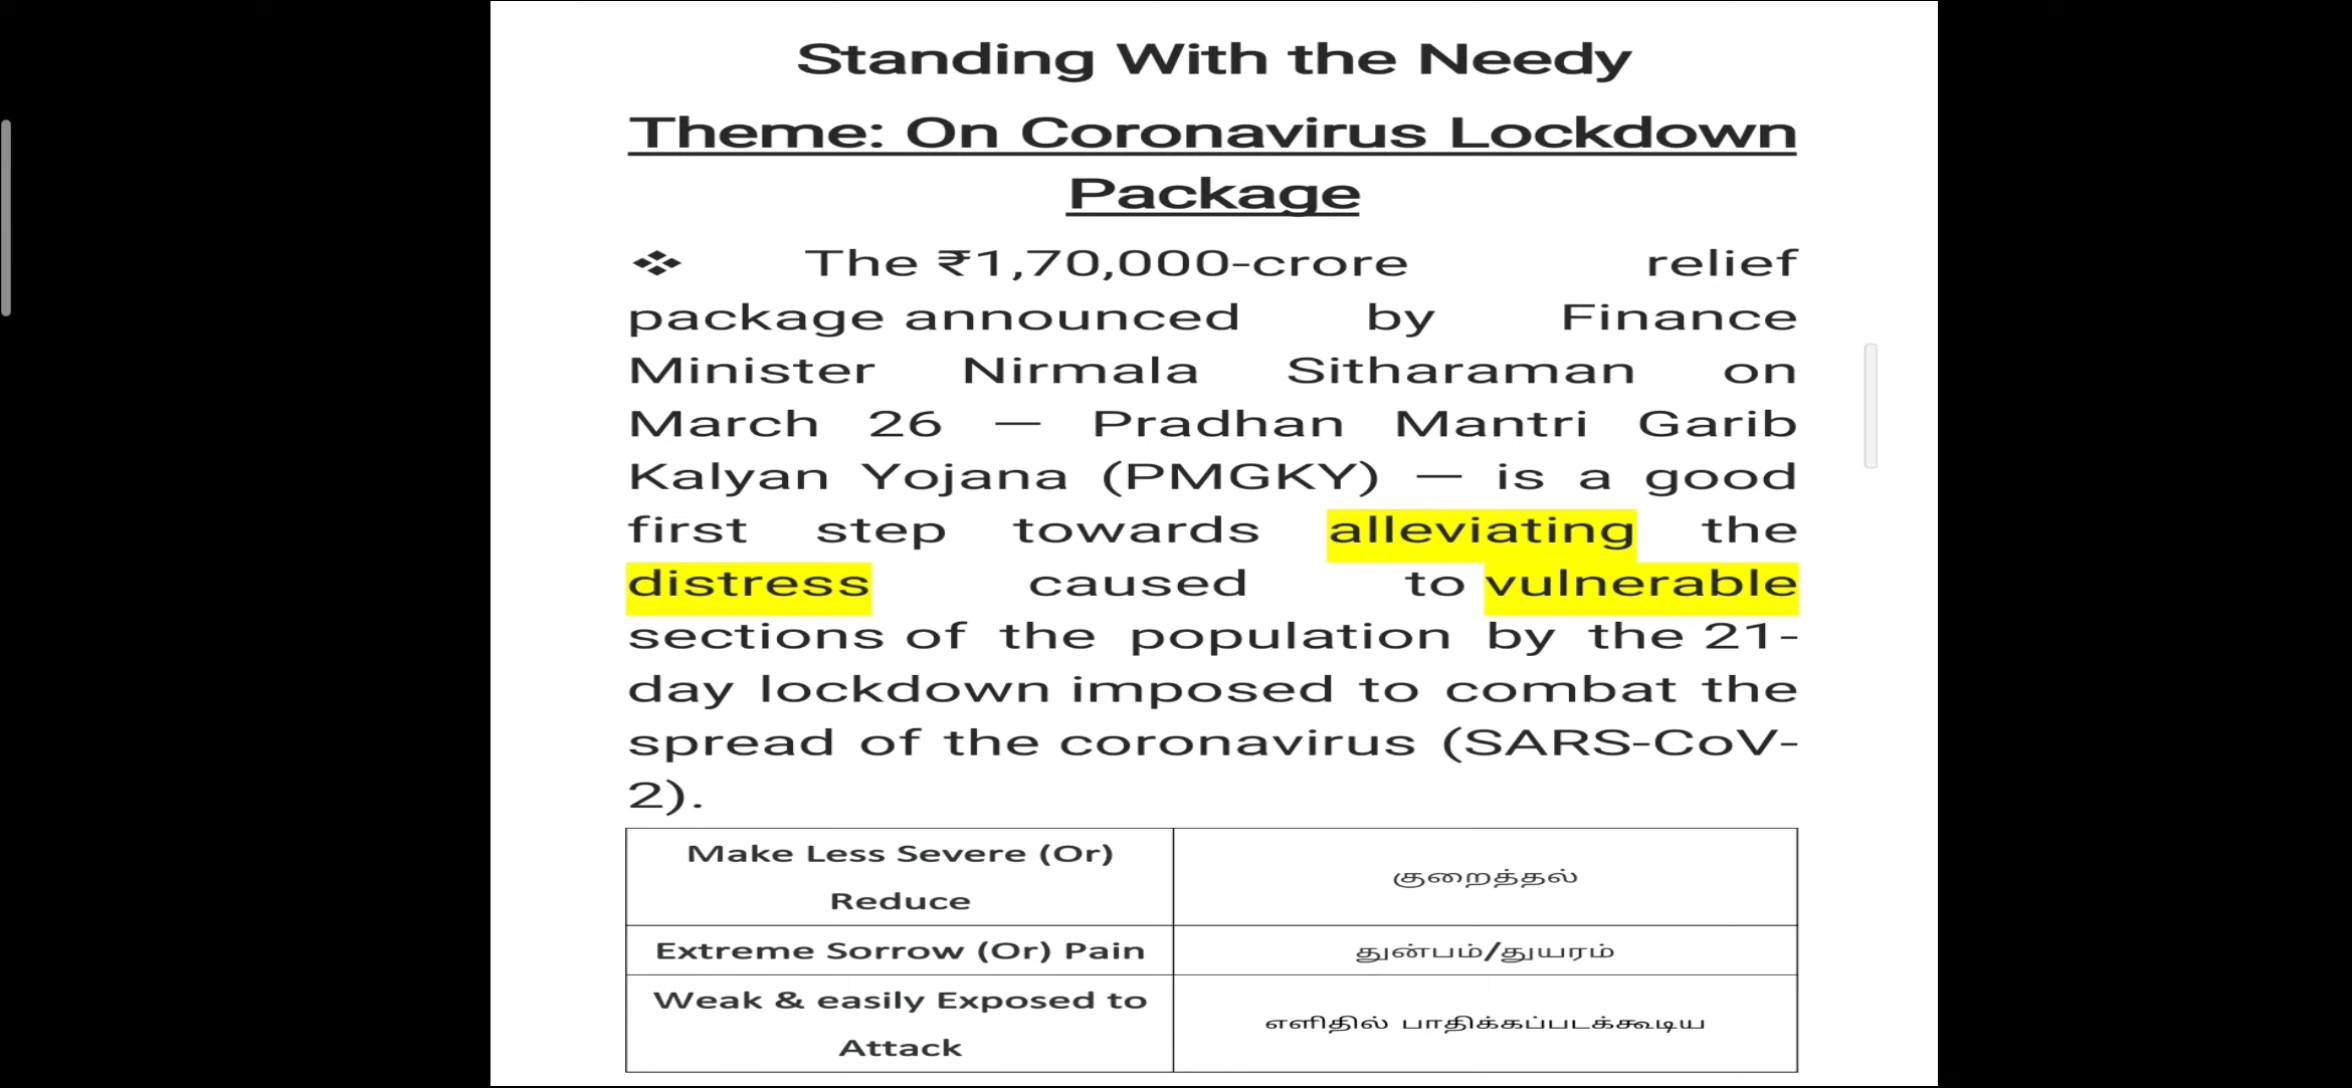 Standing With the Needy
Theme: On Coronavirus Lockdown
Package
❖ The ₹1,70,000-crore relief
package announced by Finance
Minister Nirmala Sitharaman on
March 26 — Pradhan Mantri Garib
Kalyan Yojana (PMGKY) — is a good
first step towards alleviating the
distress caused to vulnerable
sections of the population by the 21-
day lockdown imposed to combat the
spread of the coronavirus (SARS-CoV-
2).
Make Less Severe (Or)
Reduce
குறைத்தல்
Extreme Sorrow (Or) Pain
துன்பம்/துயரம்
Weak & easily Exposed to
Attack
எளிதில் பாதிக்கப்படக்கூடிய